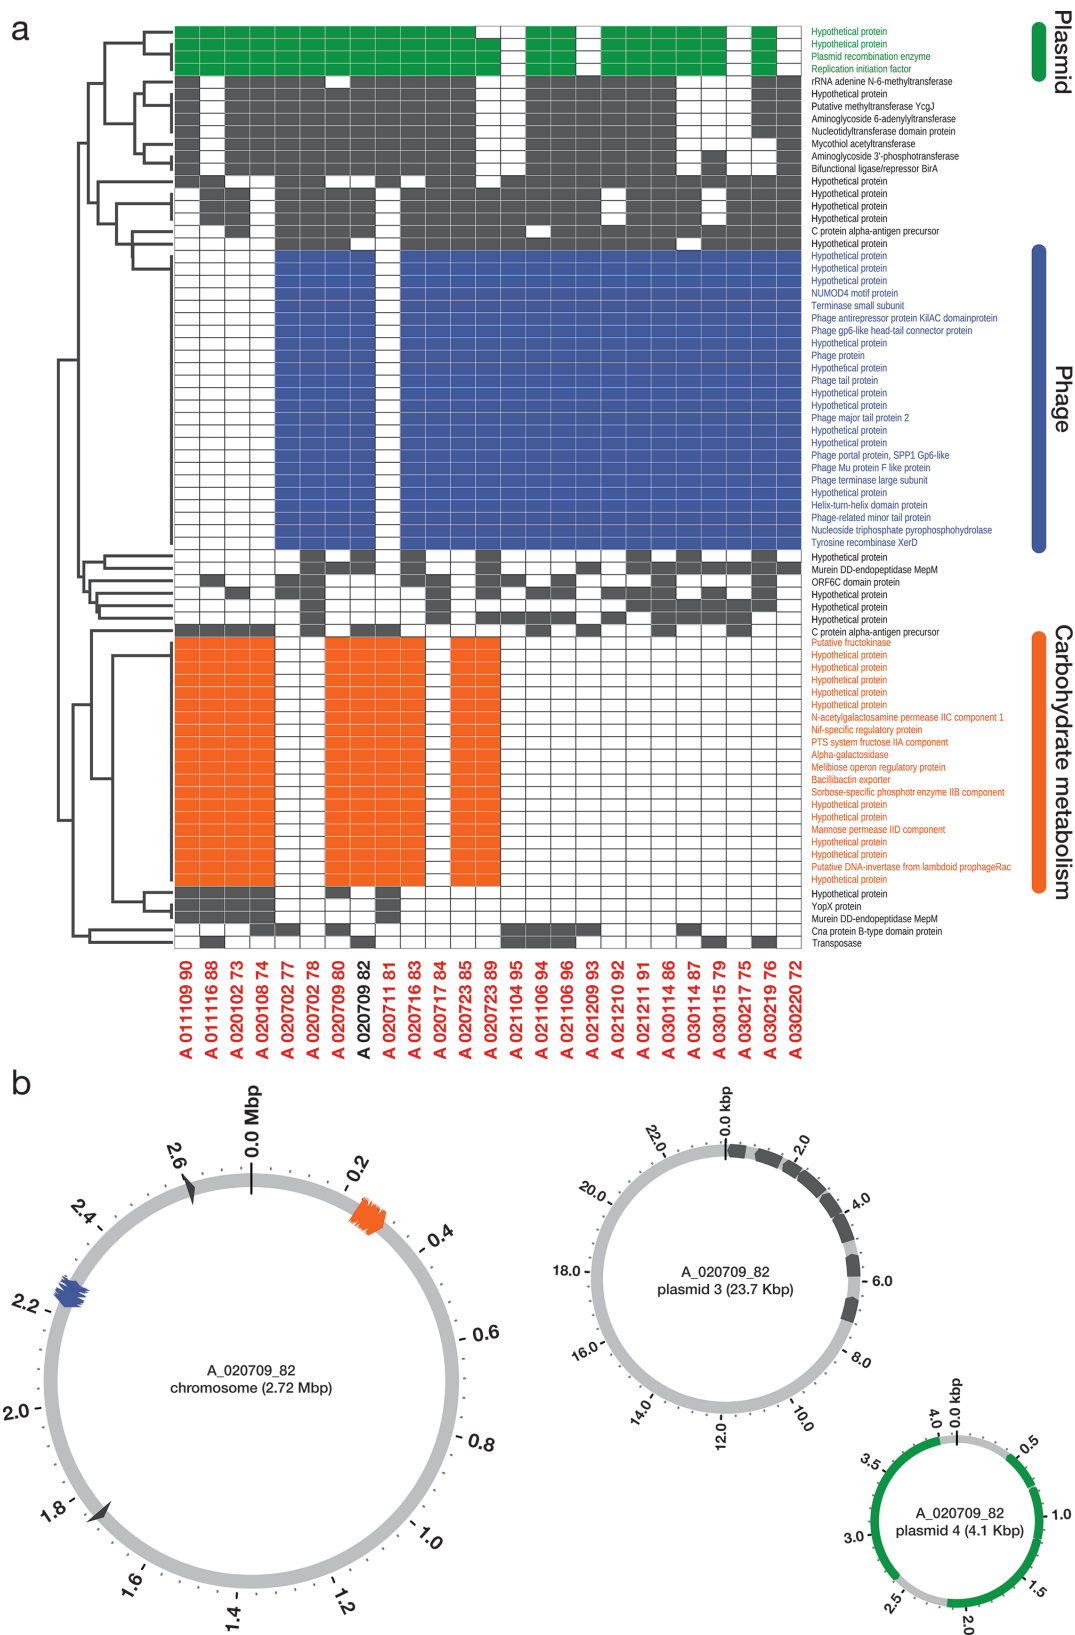 a
Plasmid
Hypothetical protein
Hypothetical protein
Plasmid recombination enzyme
Replication initiation factor
rRNA adenine N-6-methyltransferase
Hypothetical protein
Putative methyltransferase YcgJ
Aminoglycoside 6-adenylyltransferase
Nucleotidyltransferase domain protein
Mycothiol acetyltransferase
Aminoglycoside 3'-phosphotransferase
Bifunctional ligase/repressor BirA
Hypothetical protein
Hypothetical protein
Hypothetical protein
Hypothetical protein
C protein alpha-antigen precursor
Hypothetical protein
Phage
Hypothetical protein
Hypothetical protein
Hypothetical protein
NUMOD4 motif protein
Terminase small subunit
Phage antirepressor protein KilAC domainprotein
Phage gp6-like head-tail connector protein
Hypothetical protein
Phage protein
Hypothetical protein
Phage tail protein
Hypothetical protein
Hypothetical protein
Phage major tail protein 2
Hypothetical protein
Hypothetical protein
Phage portal protein, SPP1 Gp6-like
Phage Mu protein F like protein
Phage terminase large subunit
Hypothetical protein
Helix-turn-helix domain protein
Phage-related minor tail protein
Nucleoside triphosphate pyrophosphohydrolase
Tyrosine recombinase XerD
Hypothetical protein
Murein DD-endopeptidase MepM
ORF6C domain protein
Hypothetical protein
Hypothetical protein
Hypothetical protein
C protein alpha-antigen precursor
Carbohydrate metabolism
Putative fructokinase
Hypothetical protein
Hypothetical protein
Hypothetical protein
Hypothetical protein
Hypothetical protein
N-acetylgalactosamine permease IIC component 1
Nif-specific regulatory protein
PTS system fructose IIA component
Alpha-galactosidase
Melibiose operon regulatory protein
Bacillibactin exporter
Sorbose-specific phosphotr enzyme IIB component
Hypothetical protein
Hypothetical protein
Mannose permease IID component
Hypothetical protein
Hypothetical protein
Putative DNA-invertase from lambdoid prophageRac
Hypothetical protein
Hypothetical protein
YopX protein
Murein DD-endopeptidase MepM
Cna protein B-type domain protein
Transposase
A 011109 90
A 011116 88
A 020102 73
A 020108 74
A 020702 77
A 020702 78
A 020709 80
A 020709 82
A 020711 81
A 020716 83
A 020717 84
A 020723 85
A 020723 89
A 021104 95
A 021106 94
A 021106 96
A 021209 93
A 021210 92
A 021211 91
A 030114 86
A 030114 87
A 030115 79
A 030217 75
A 030219 76
A 030220 72
b
0.0 Mbp
0.2
0.4
0.6
0.8
1.0
1.2
1.4
1.6
1.8
2.0
2.2
2.4
2.6
A_020709_82
chromosome (2.72 Mbp)
0.0 kbp
2.0
4.0
6.0
8.0
10.0
12.0
14.0
16.0
18.0
20.0
22.0
A_020709_82
plasmid 3 (23.7 Kbp)
0.0 kbp
0.5
1.0
1.5
2.0
2.5
3.0
3.5
4.0
A_020709_82
plasmid 4 (4.1 Kbp)